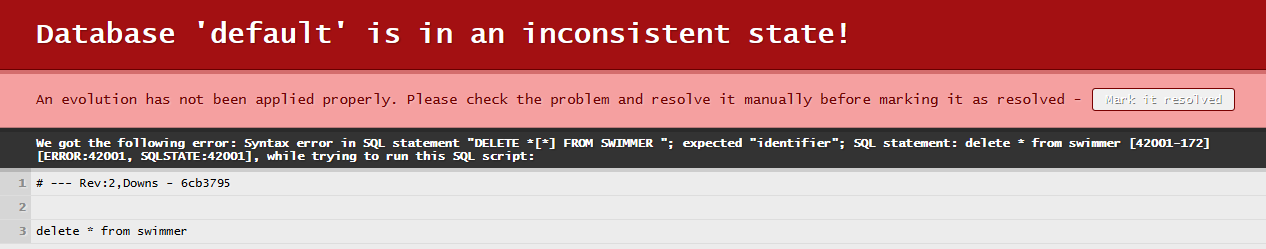 Database 'default' is in an inconsistent state!
An evolution has not been applied properly. Please check the problem and resolve it manually before marking it as resolved - Mark it resolved
We got the following error: Syntax error in SQL statement "DELETE *[*] FROM SWIMMER "; expected "identifier"; SQL statement: delete * from swimmer [42001-172]
[ERROR:42001, SQLSTATE:42001], while trying to run this SQL script:
1 # --- Rev:2,Downs - 6cb3795
2
3 delete * from swimmer